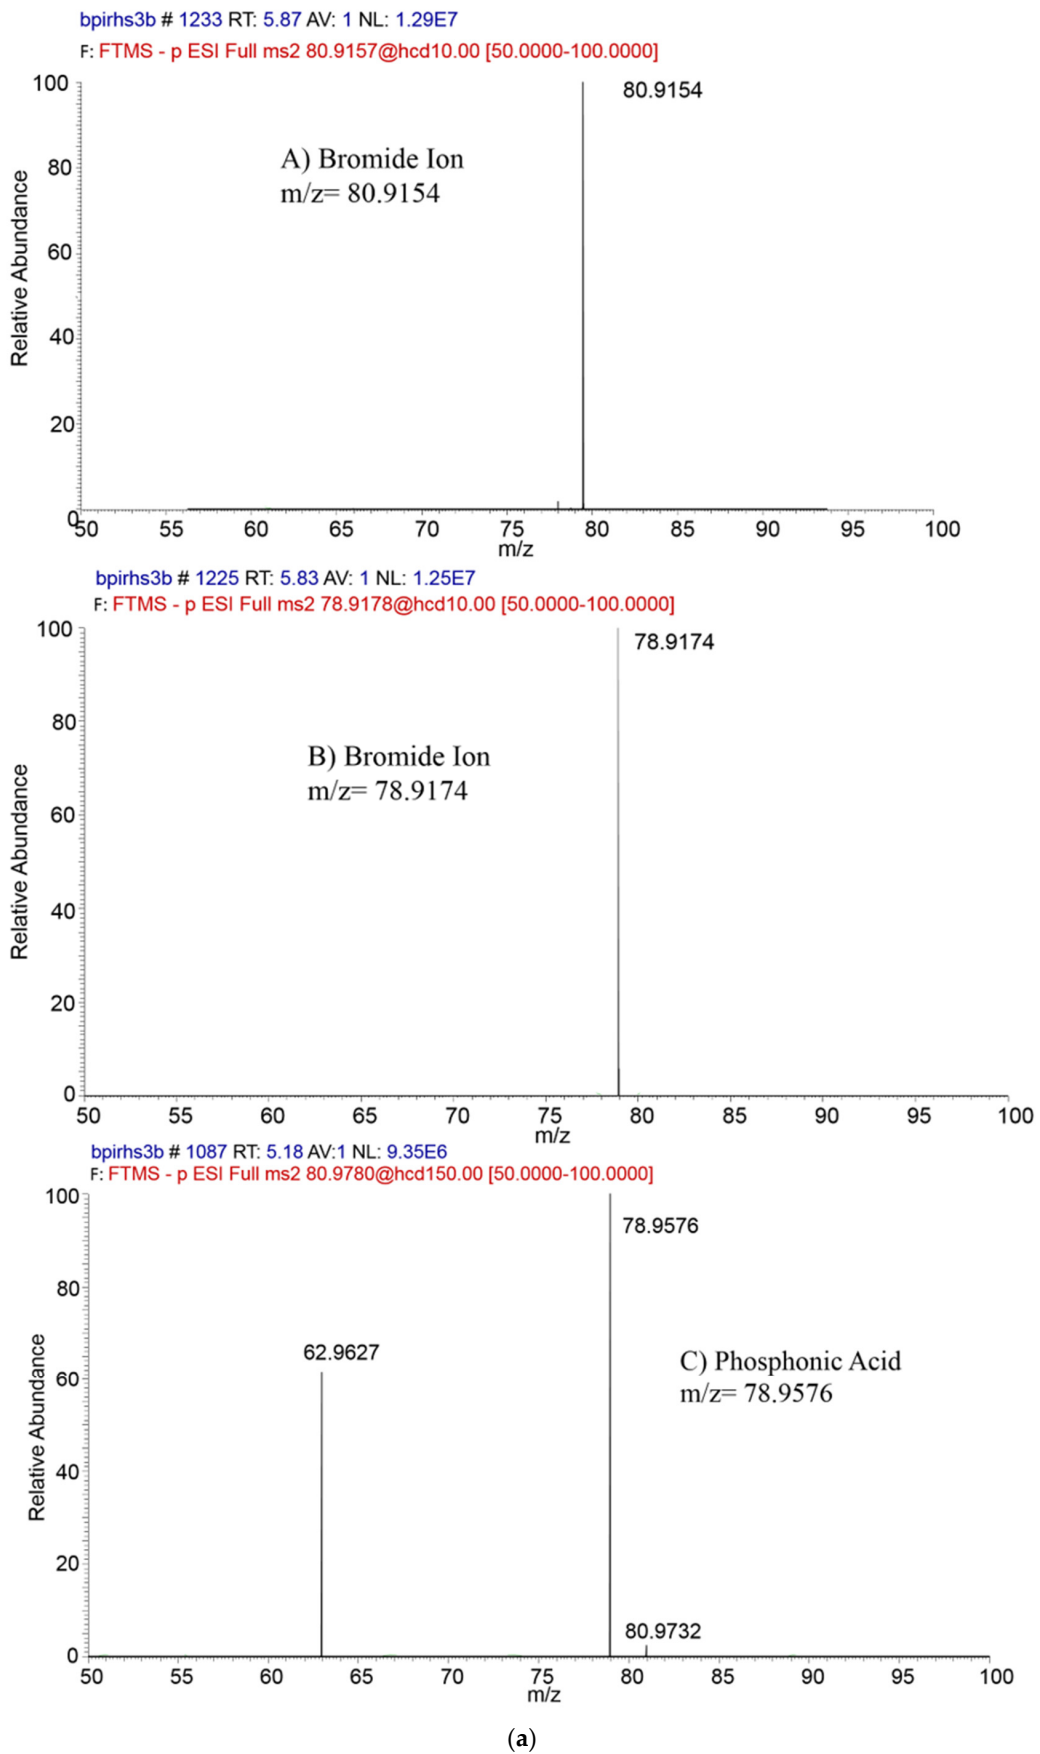 bpirhs3b # 1233 RT: 5.87 AV: 1 NL: 1.29E7
F: FTMS - p ESI Full ms2 80.9157@hcd10.00 [50.0000-100.0000]
100
80.9154
A) Bromide Ion
m/z= 80.9154
80
60
40
20
0
Relative Abundance
50 55 60 65 70 75 80 85 90 95 100
m/z
bpirhs3b # 1225 RT: 5.83 AV: 1 NL: 1.25E7
F: FTMS - p ESI Full ms2 78.9178@hcd10.00 [50.0000-100.0000]
100
78.9174
80
B) Bromide Ion
m/z= 78.9174
60
40
20
0
Relative Abundance
50 55 60 65 70 75 80 85 90 95 100
m/z
bpirhs3b # 1087 RT: 5.18 AV:1 NL: 9.35E6
F: FTMS - p ESI Full ms2 80.9780@hcd150.00 [50.0000-100.0000]
100
78.9576
80
62.9627
C) Phosphonic Acid
m/z= 78.9576
60
40
20
80.9732
0
Relative Abundance
50 55 60 65 70 75 80 85 90 95 100
m/z
(a)